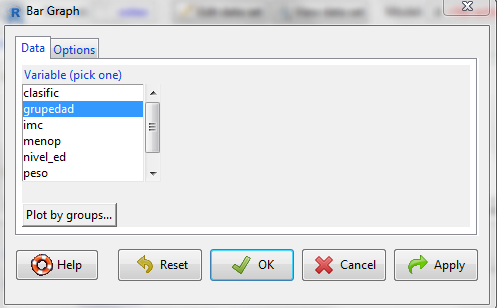 R Bar Graph
Data Options
Variable (pick one)
clasific
grupedad
imc
menop
nivel_ed
peso
Plot by groups...
Help Reset OK Cancel Apply